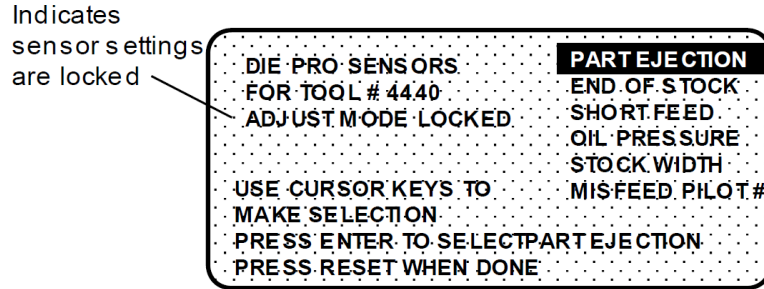 Indicates
sensor settings
are locked
DIE PRO SENSORS
FOR TOOL # 4440
ADJUST MODE LOCKED
PART EJECTION
END OF STOCK
SHORT FEED
OIL PRESSURE
STOCK WIDTH
MISFEED PILOT#
USE CURSOR KEYS TO
MAKE SELECTION
PRESS ENTER TO SELECTPART EJECTION
PRESS RESET WHEN DONE